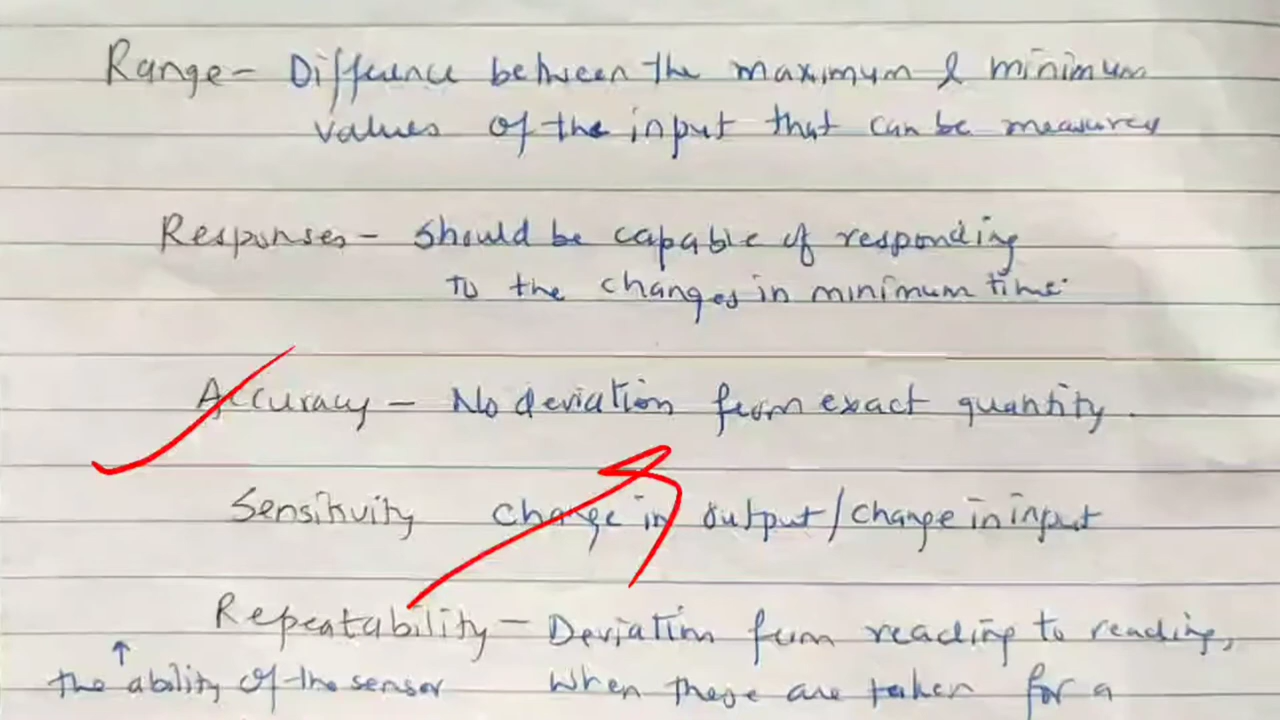 Range - Difference between the maximum & minimum
values of the input that can be measured
Responses - Should be capable of responding
to the changes in minimum time.
Accuracy - No deviation from exact quantity.
Sensitivity change in output/change in input
Repeatability - Deviation from reading to reading,
↑
the ability of the sensor when these are taken for a